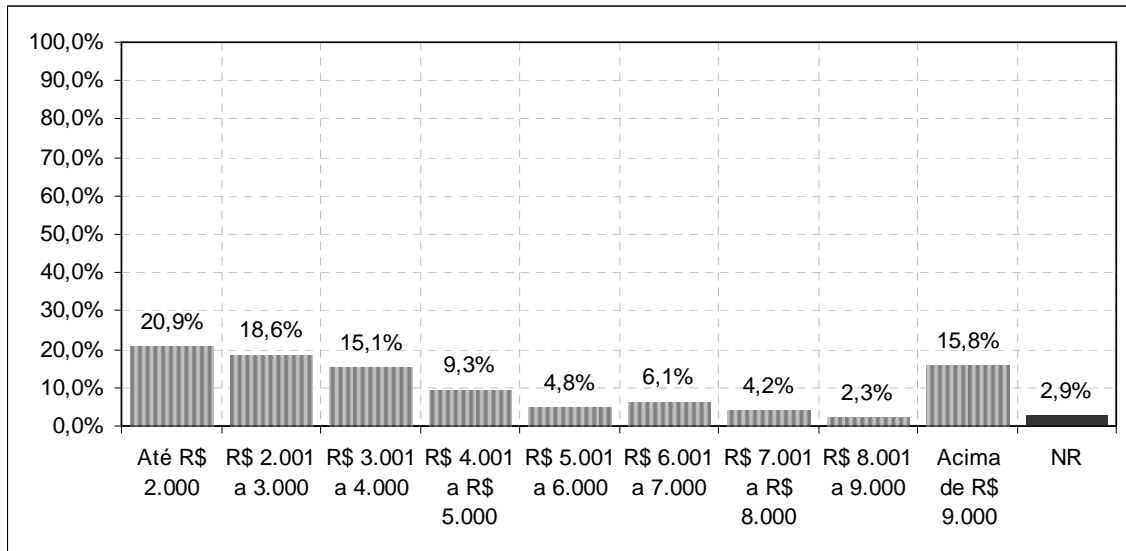 100,0%
90,0%
80,0%
70,0%
60,0%
50,0%
40,0%
30,0%
20,0%
10,0%
0,0%
20,9%
18,6%
15,1%
9,3%
4,8%
6,1%
4,2%
2,3%
15,8%
2,9%
Até R$
2.000
R$ 2.001
a 3.000
R$ 3.001
a 4.000
R$ 4.001
a R$
5.000
R$ 5.001
a 6.000
R$ 6.001
a 7.000
R$ 7.001
a R$
8.000
R$ 8.001
a 9.000
Acima
de R$
9.000
NR